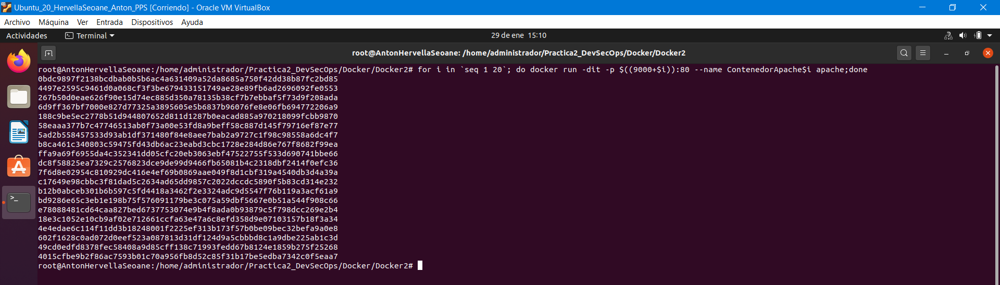 Ubuntu_20_HervellaSeoane_Anton_PPS [Corriendo] - Oracle VM VirtualBox
Archivo Máquina Ver Entrada Dispositivos Ayuda
Actividades Terminal 29 de ene 15:10
root@AntonHervellaSeoane: /home/administrador/Practica2_DevSecOps/Docker/Docker2
root@AntonHervellaSeoane:/home/administrador/Practica2_DevSecOps/Docker/Docker2# for i in `seq 1 20`; do docker run -dit -p $((9000+$i)):80 --name ContenedorApache$i apache;done
0bdc9897f2138bcdbab0b5b6ac4a631409a52da8685a750f42dd38b87fc2bd85
4497e2595c9461d0a068cf3f3be679433151749ae28e89fb6ad2696092fe0553
267b50d0eae626f90e15d74ec885d350a78135b38cf7b7ebbaf5f73d9f208ada
6d9ff367bf7000e827d77325a3895605e5b6837b96076fe8e06fb694772206a9
188c9be5ec2778b51d944807652d811d1287b0eacad885a970218099fcbb9870
58eaaa377b7c47746513ab0f73a00e53fd8a9beff58c887d145f79716ef87e77
5ad2b558457533d93ab1df371480f84e8aee7bab2a9727c1f98c98558a6dc4f7
b8ca461c340803c59475fd43db6ac23eabd3cbc1728e284d86e767f8682f99ea
ffa9a69f6955da4c352341dd05cfc20eb3063ebf47522755f533d690741bbe66
dc8f58825ea7329c2576823dce9de99d9466fb65081b4c2318dbf2414f0efc36
7f6d8e02954c810929dc416e4ef69b0869aae049f8d1cbf319a4540db3d4a39a
c17649e98cbbc3f81dad5c2634ad65dd9857c2022dccdc5890f5b83cd314e232
b12b0abceb301b6b597c5fd4418a3462f2e3324adc9d5547f76b119a3acf61a9
bd9286e65c3eb1e198b75f576091179be3c075a59dbf5667e0b51a544f908c66
e78088481cd64caa827bed6737753074e9b4f8ada0b93879c5f798dcc269e2b4
18e3c1052e10cb9af02e712661ccfa63e47a6c8efd358d9e07103157b18f3a34
4e4edae6c114f11dd3b18248001f2225ef313b173f57b0be09bec32befa9a0e8
602f1628c0ad072d0eef523a087813d31df124d9a5cbbbd8c1a9dbe225ab1c3d
49cd0edfd8378fec58408a9d85cff138c71993fedd67b8124e1859b275f25268
4015cfbe9b2f86ac7593b01c70a956fb8d52c85f31b17be5edba7342c0f5eaa7
root@AntonHervellaSeoane:/home/administrador/Practica2_DevSecOps/Docker/Docker2#